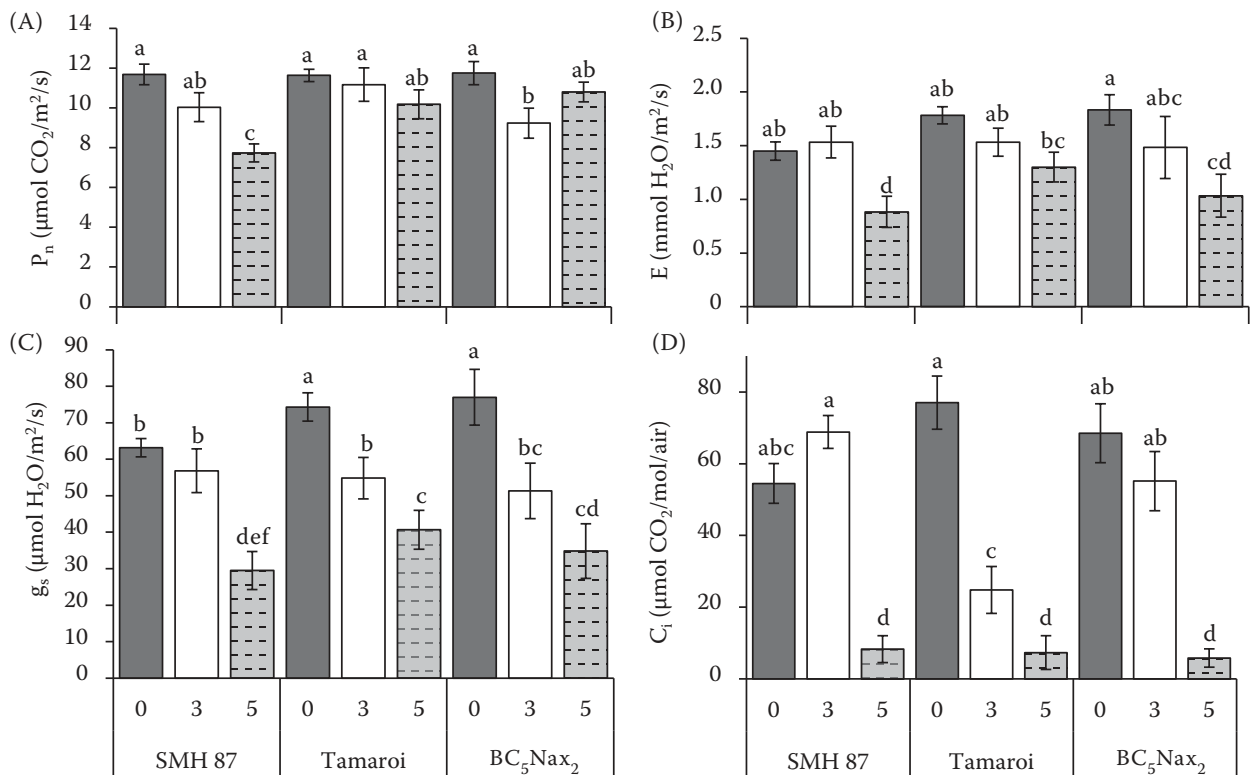 (A)
P_n (μmol CO₂/m²/s)
14
12
10
8
6
4
2
0
a
ab
c
a
a
ab
a
b
ab
(B)
E (mmol H₂O/m²/s)
2.5
2.0
1.5
1.0
0.5
0
ab
ab
d
ab
ab
bc
a
abc
cd
(C)
g_s (μmol H₂O/m²/s)
90
80
70
60
50
40
30
20
10
0
b
b
def
a
b
c
a
bc
cd
0 3 5 0 3 5 0 3 5
SMH 87 Tamaroi BC₅Nax₂
(D)
C_i (μmol CO₂/mol/air)
80
60
40
20
0
abc
a
d
a
c
d
ab
ab
d
0 3 5 0 3 5 0 3 5
SMH 87 Tamaroi BC₅Nax₂